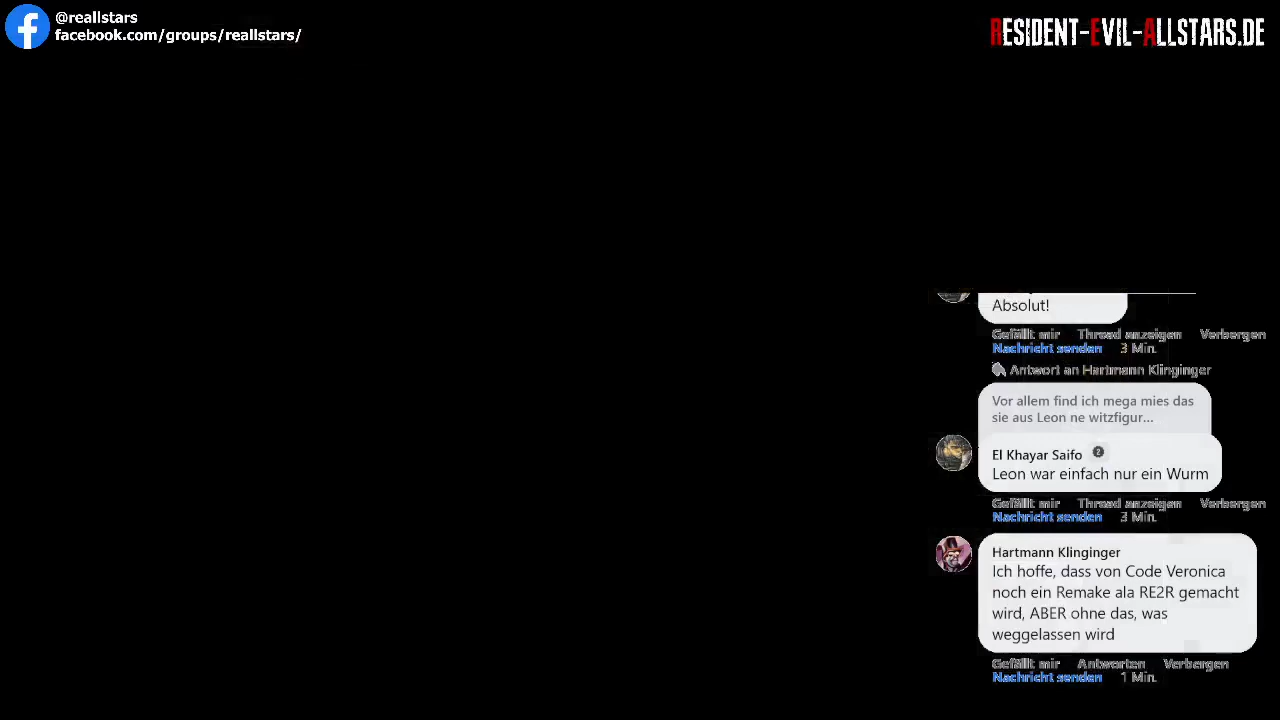 @reallstars
facebook.com/groups/reallstars/
RESIDENT-EVIL-ALLSTARS.DE
Absolut!
Gefällt mir Thread anzeigen Verbergen
Nachricht senden 3 Min.
Antwort an Hartmann Klinginger
Vor allem find ich mega mies das
sie aus Leon ne witzfigur...
El Khayar Saifo 2
Leon war einfach nur ein Wurm
Gefällt mir Thread anzeigen Verbergen
Nachricht senden 3 Min.
Hartmann Klinginger
Ich hoffe, dass von Code Veronica
noch ein Remake ala RE2R gemacht
wird, ABER ohne das, was
weggelassen wird
Gefällt mir Antworten Verbergen
Nachricht senden 1 Min.